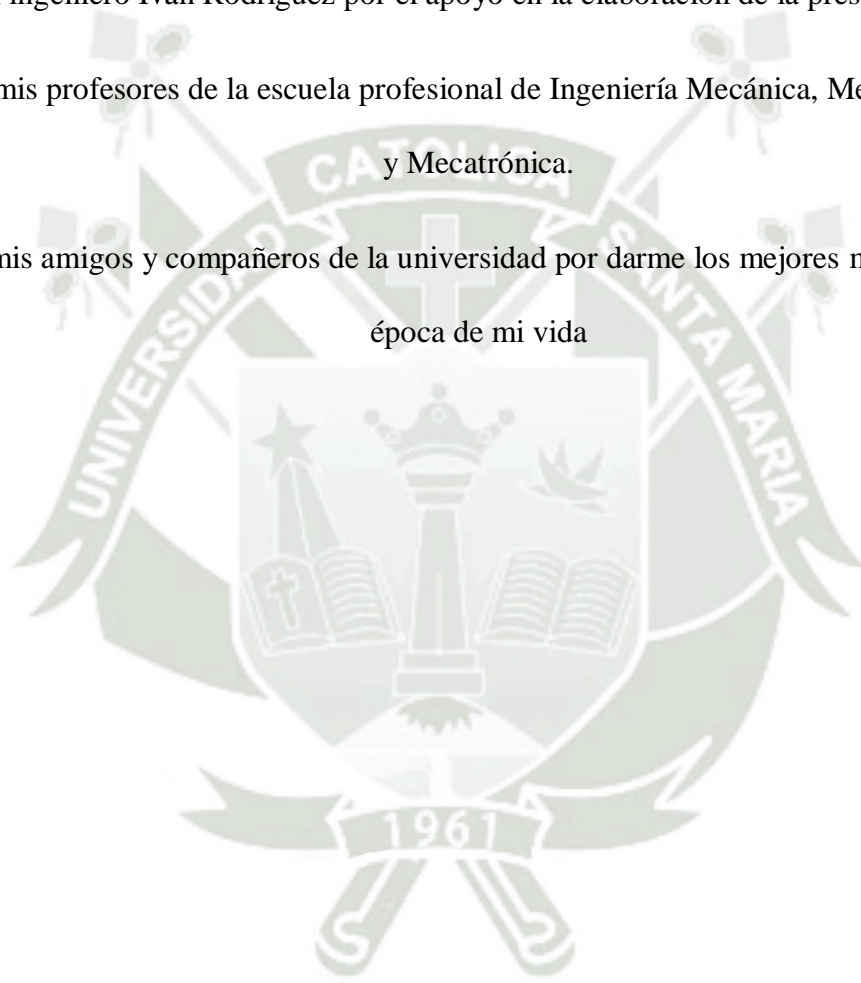 ingeniero Iván Rodríguez por el apoyo en la elaboración de la pres
mis profesores de la escuela profesional de Ingeniería Mecánica, Me
y Mecatrónica.
mis amigos y compañeros de la universidad por darme los mejores
época de mi vida
UNIVERSIDAD CATOLICA SANTA MARIA
1961